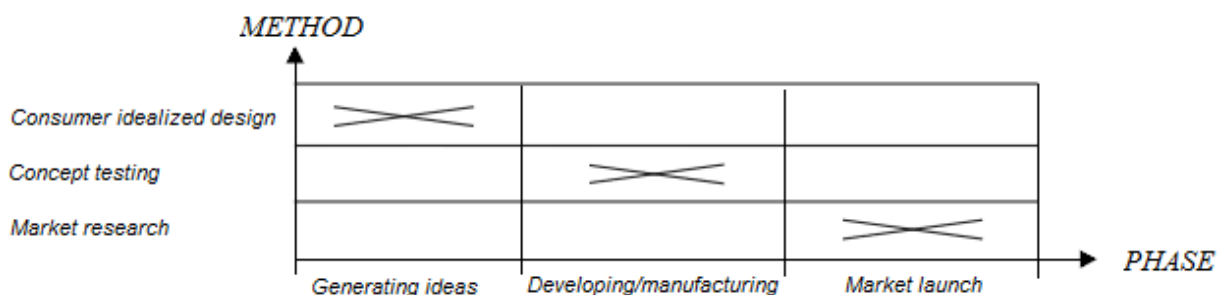 METHOD
Consumer idealized design
Concept testing
Market research
PHASE
Generating ideas
Developing/manufacturing
Market launch